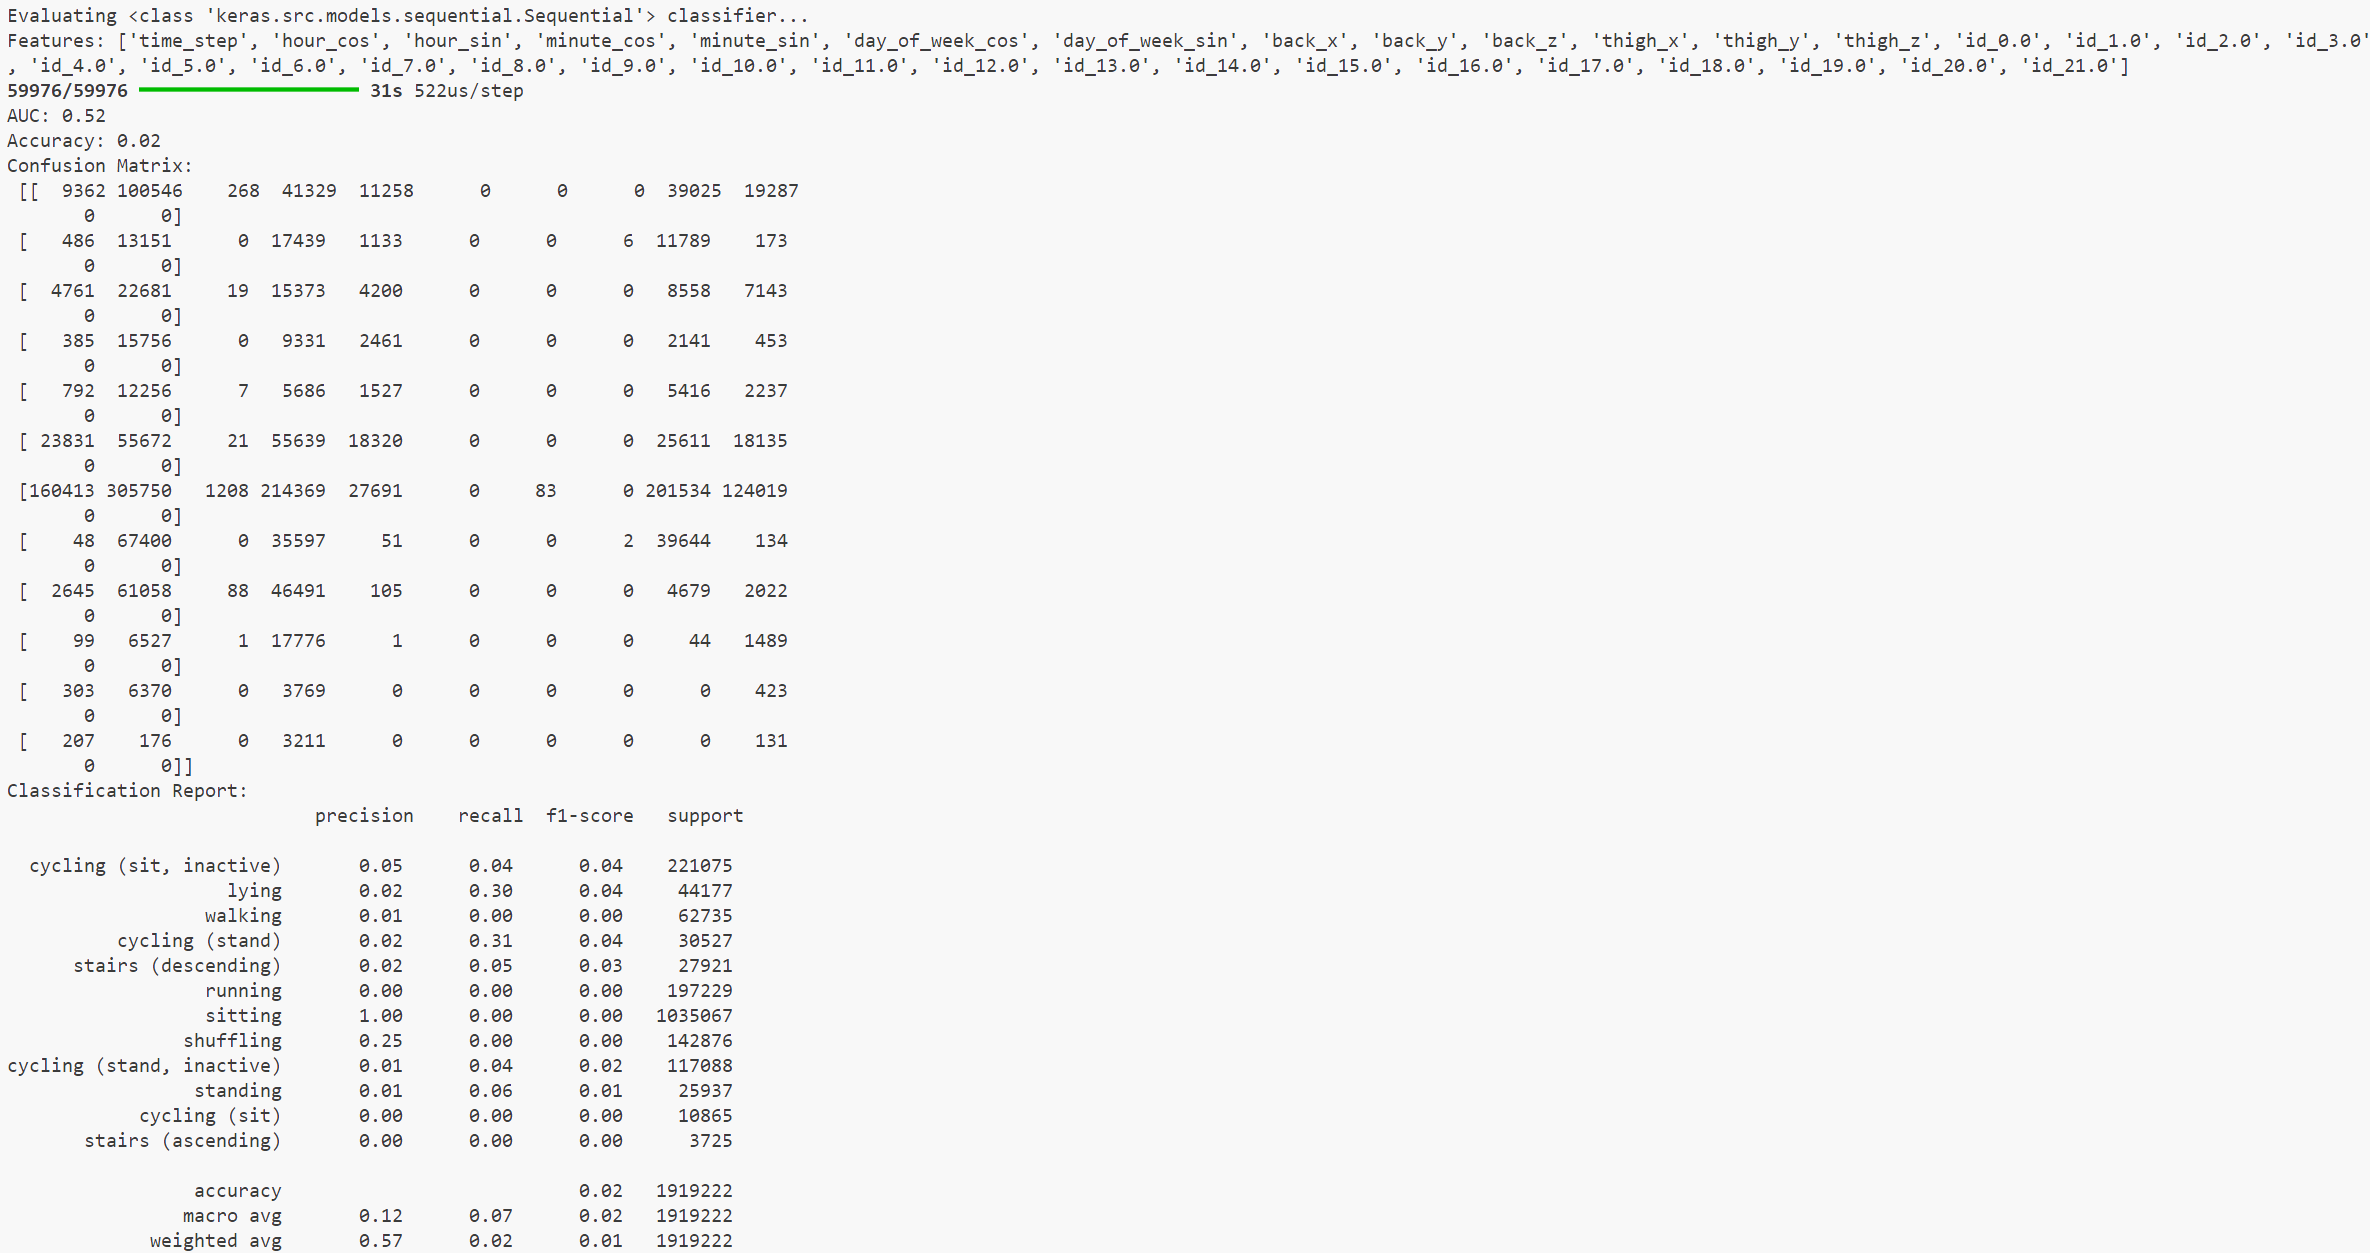 Evaluating <class 'keras.src.models.sequential.Sequential'> classifier...
Features: ['time_step', 'hour_cos', 'hour_sin', 'minute_cos', 'minute_sin', 'day_of_week_cos', 'day_of_week_sin', 'back_x', 'back_y', 'back_z', 'thigh_x', 'thigh_y', 'thigh_z', 'id_0.0', 'id_1.0', 'id_2.0', 'id_3.0'
, 'id_4.0', 'id_5.0', 'id_6.0', 'id_7.0', 'id_8.0', 'id_9.0', 'id_10.0', 'id_11.0', 'id_12.0', 'id_13.0', 'id_14.0', 'id_15.0', 'id_16.0', 'id_17.0', 'id_18.0', 'id_19.0', 'id_20.0', 'id_21.0']
59976/59976 31s 522us/step
AUC: 0.52
Accuracy: 0.02
Confusion Matrix:
[[ 9362 100546 268 41329 11258 0 0 0 39025 19287
0 0]
[ 486 13151 0 17439 1133 0 0 6 11789 173
0 0]
[ 4761 22681 19 15373 4200 0 0 0 8558 7143
0 0]
[ 385 15756 0 9331 2461 0 0 0 2141 453
0 0]
[ 792 12256 7 5686 1527 0 0 0 5416 2237
0 0]
[ 23831 55672 21 55639 18320 0 0 0 25611 18135
0 0]
[160413 305750 1208 214369 27691 0 83 0 201534 124019
0 0]
[ 48 67400 0 35597 51 0 0 2 39644 134
0 0]
[ 2645 61058 88 46491 105 0 0 0 4679 2022
0 0]
[ 99 6527 1 17776 1 0 0 0 44 1489
0 0]
[ 303 6370 0 3769 0 0 0 0 0 423
0 0]
[ 207 176 0 3211 0 0 0 0 0 131
0 0]]
Classification Report:
precision recall f1-score support
cycling (sit, inactive) 0.05 0.04 0.04 221075
lying 0.02 0.30 0.04 44177
walking 0.01 0.00 0.00 62735
cycling (stand) 0.02 0.31 0.04 30527
stairs (descending) 0.02 0.05 0.03 27921
running 0.00 0.00 0.00 197229
sitting 1.00 0.00 0.00 1035067
shuffling 0.25 0.00 0.00 142876
cycling (stand, inactive) 0.01 0.04 0.02 117088
standing 0.01 0.06 0.01 25937
cycling (sit) 0.00 0.00 0.00 10865
stairs (ascending) 0.00 0.00 0.00 3725
accuracy 0.02 1919222
macro avg 0.12 0.07 0.02 1919222
weighted avg 0.57 0.02 0.01 1919222